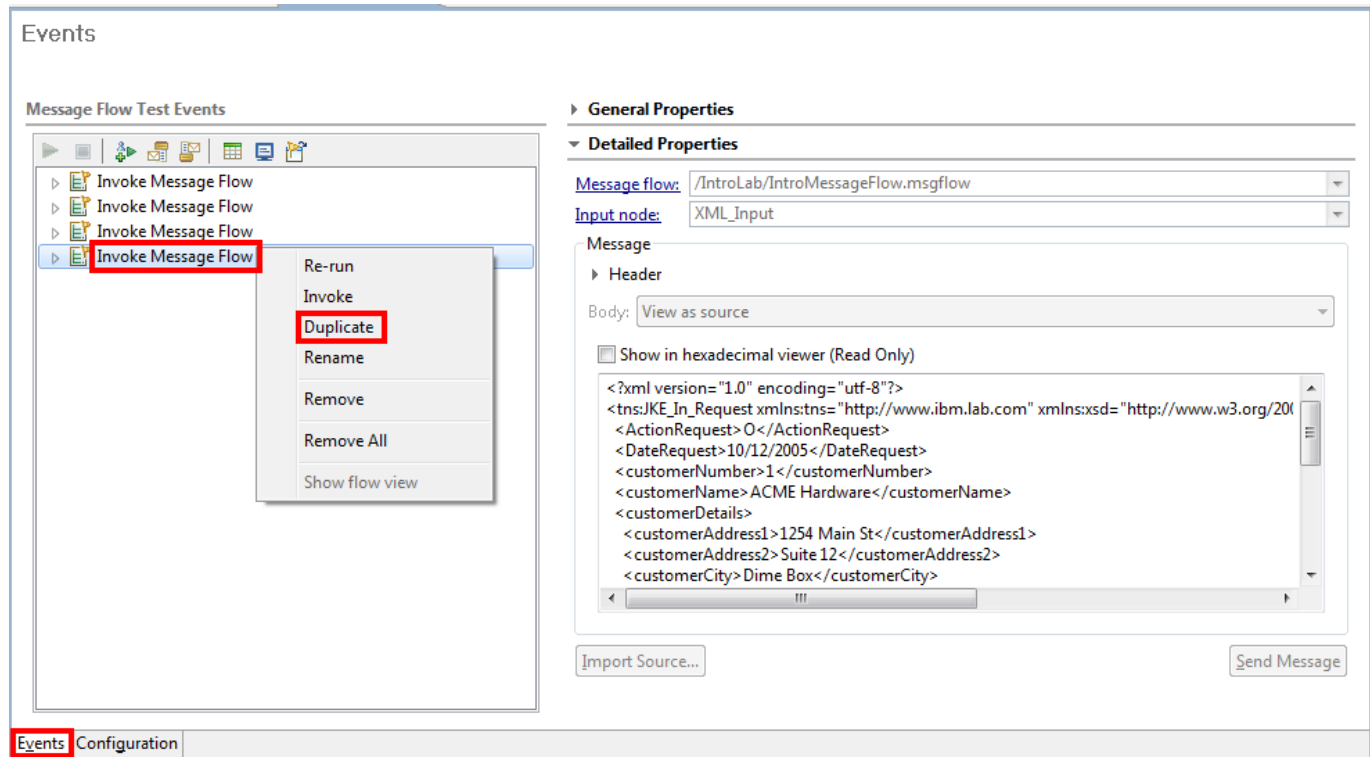 Events
Message Flow Test Events
Invoke Message Flow
Invoke Message Flow
Invoke Message Flow
Invoke Message Flow
Re-run
Invoke
Duplicate
Rename
Remove
Remove All
Show flow view
General Properties
Detailed Properties
Message flow: /IntroLab/IntroMessageFlow.msgflow
Input node: XML_Input
Message
Header
Body: View as source
Show in hexadecimal viewer (Read Only)
<?xml version="1.0" encoding="utf-8"?>
<tns:JKE_In_Request xmlns:tns="http://www.ibm.lab.com" xmlns:xsd="http://www.w3.org/200
<ActionRequest>O</ActionRequest>
<DateRequest>10/12/2005</DateRequest>
<customerNumber>1</customerNumber>
<customerName>ACME Hardware</customerName>
<customerDetails>
<customerAddress1>1254 Main St</customerAddress1>
<customerAddress2>Suite 12</customerAddress2>
<customerCity>Dime Box</customerCity>
Import Source...
Send Message
Events Configuration